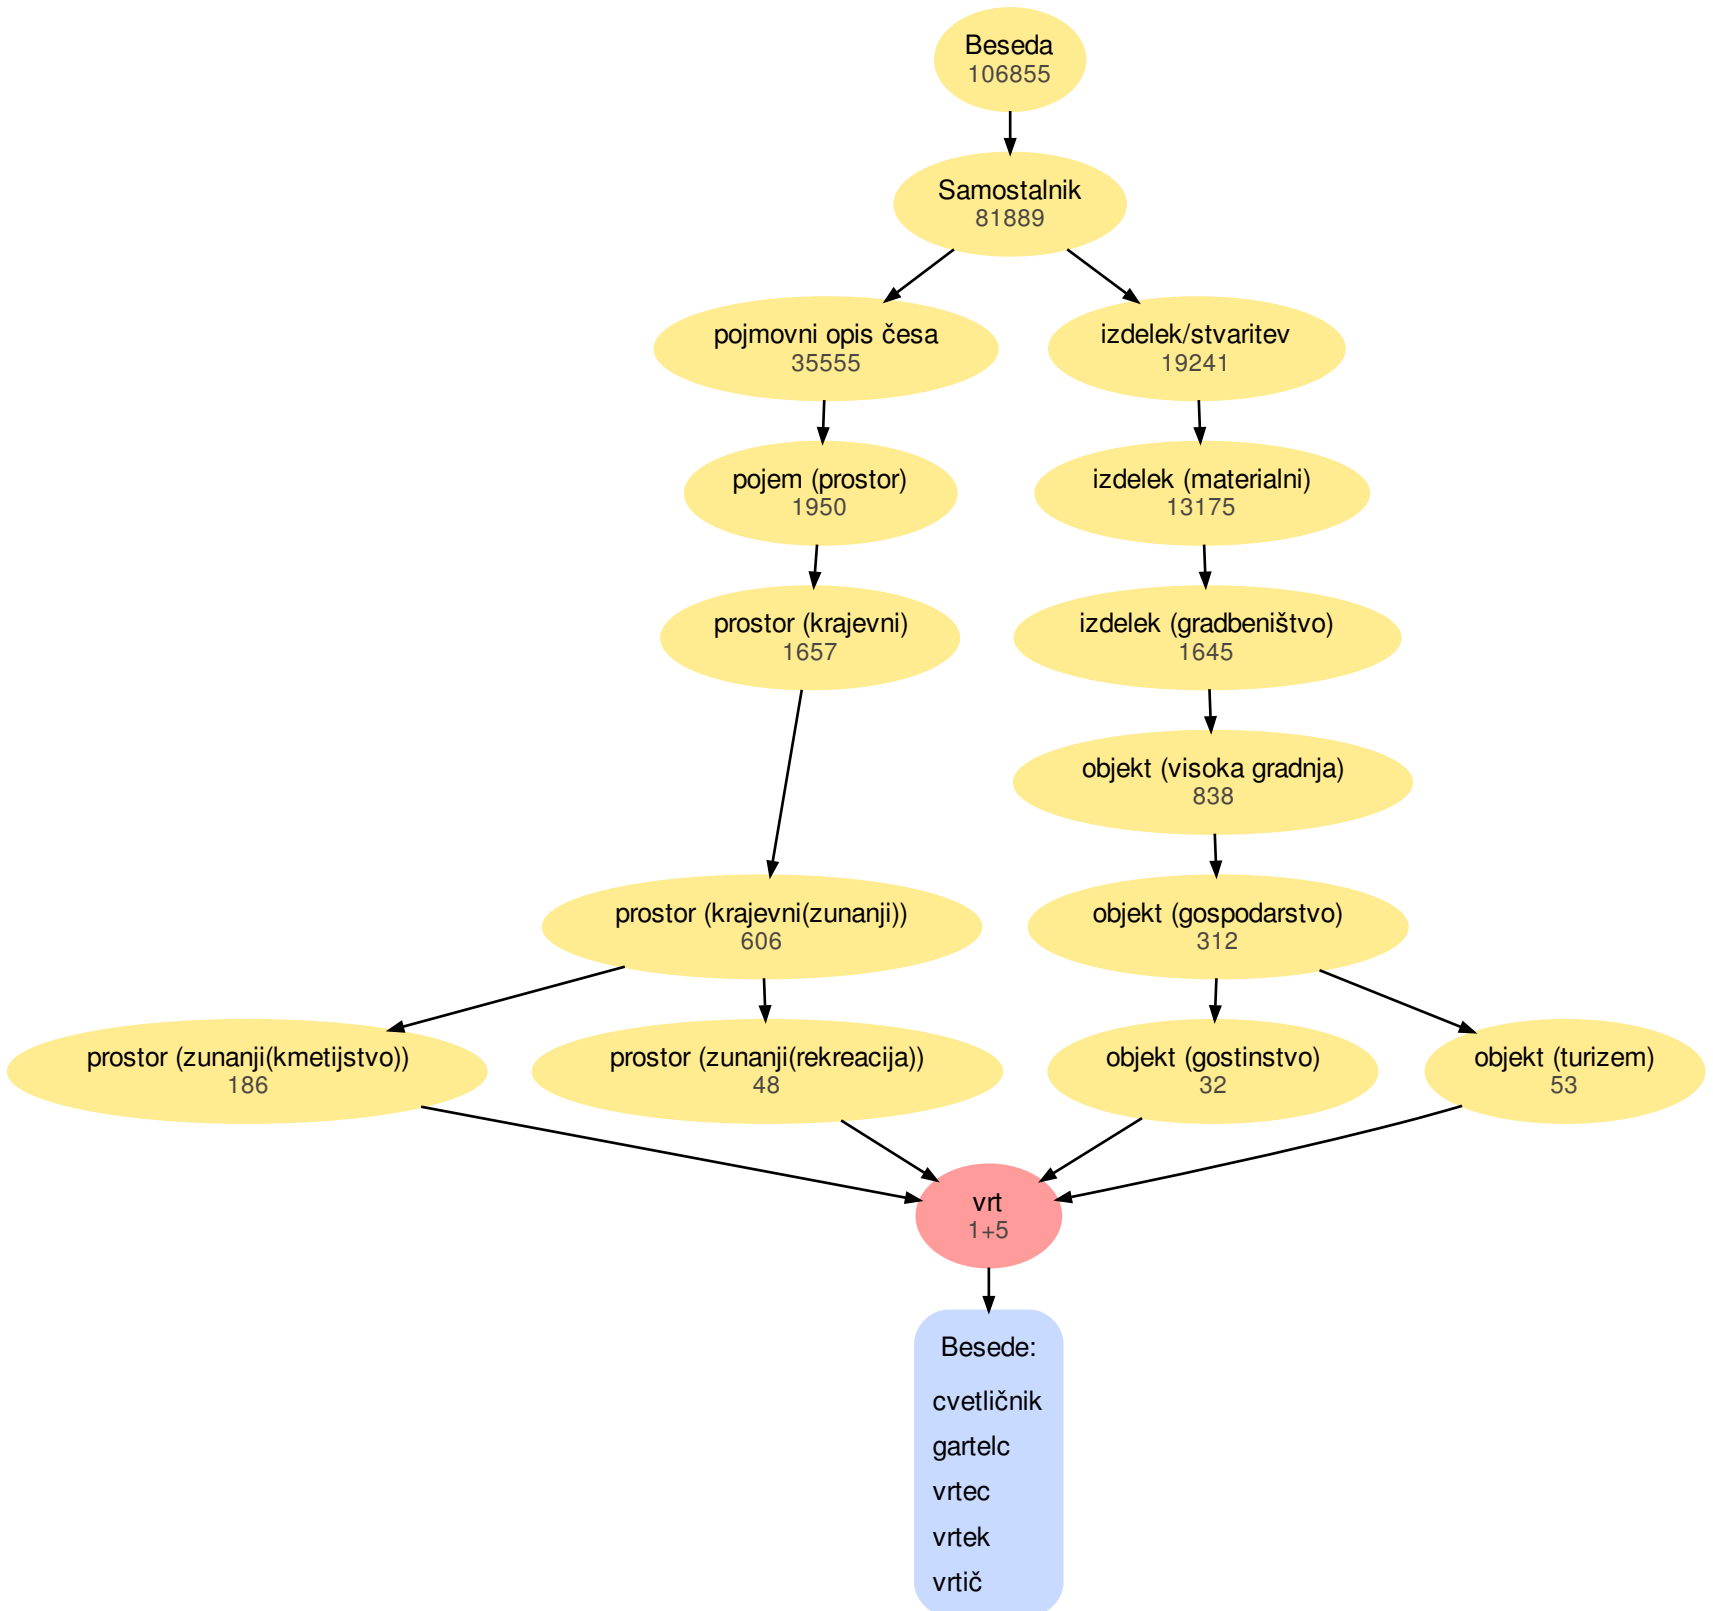 Beseda
106855
Samostalnik
81889
pojmovni opis česa
35555
izdelek/stvaritev
19241
pojem (prostor)
1950
izdelek (materialni)
13175
prostor (krajevni)
1657
izdelek (gradbeništvo)
1645
objekt (visoka gradnja)
838
prostor (krajevni(zunanji))
606
objekt (gospodarstvo)
312
prostor (zunanji(kmetijstvo))
186
prostor (zunanji(rekreacija))
48
objekt (gostinstvo)
32
objekt (turizem)
53
vrt
1+5
Besede:
cvetličnik
gartelc
vrtec
vrtek
vrtič